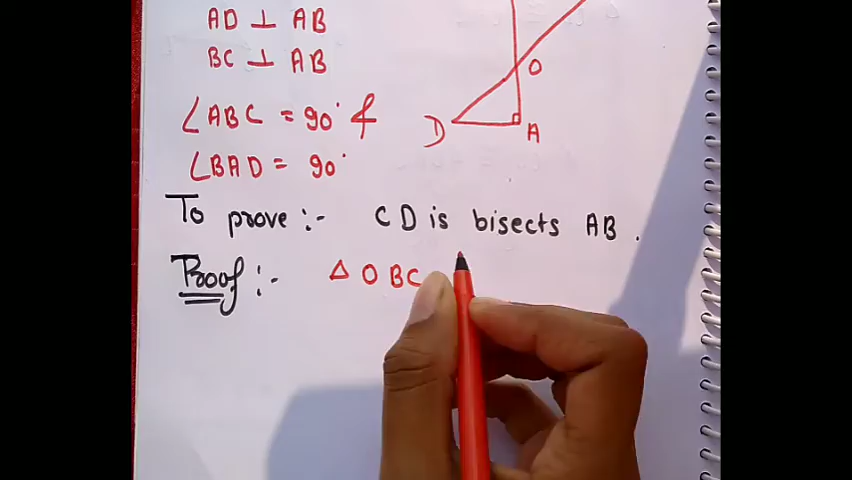 AD ⊥ AB
BC ⊥ AB
∠ABC = 90° &
∠BAD = 90°
O
D
A
To prove :- CD is bisects AB.
Proof :- △ OBC